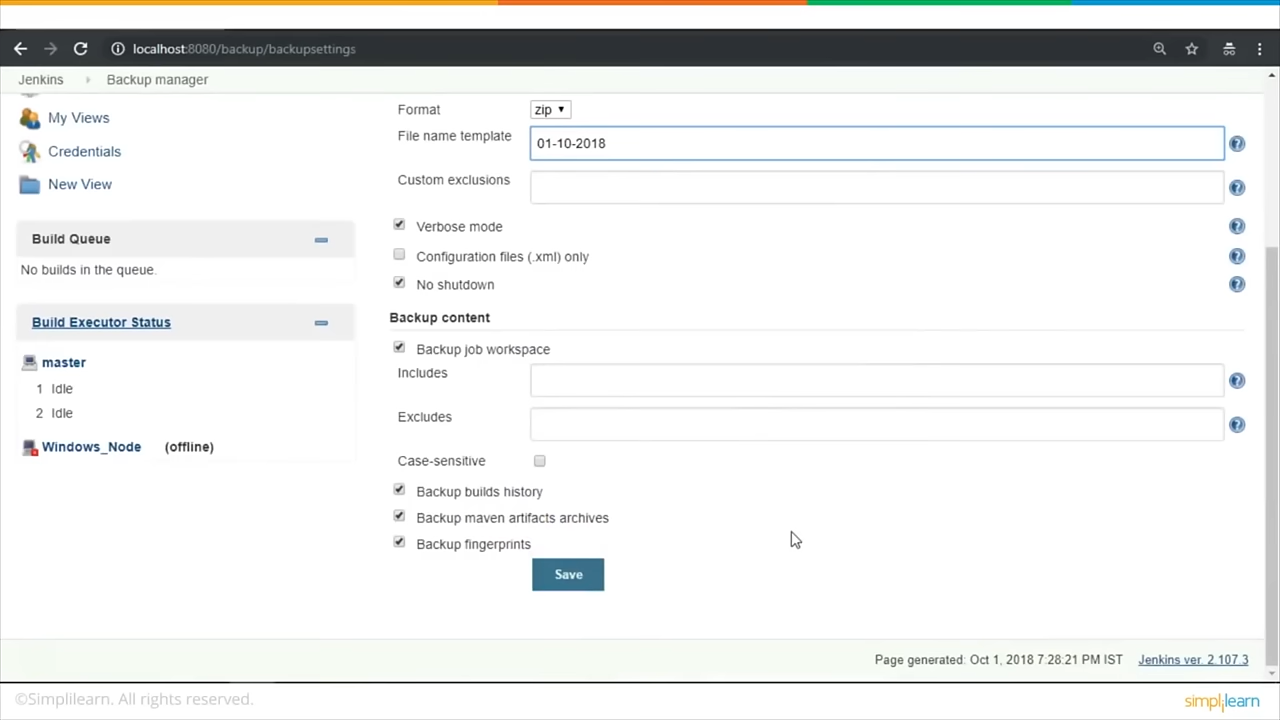 localhost:8080/backup/backupsettings
Jenkins Backup manager
My Views
Credentials
New View
Build Queue
No builds in the queue.
Build Executor Status
master
1 Idle
2 Idle
Windows_Node (offline)
Format zip
File name template 01-10-2018
Custom exclusions
Verbose mode
Configuration files (.xml) only
No shutdown
Backup content
Backup job workspace
Includes
Excludes
Case-sensitive
Backup builds history
Backup maven artifacts archives
Backup fingerprints
Save
Page generated: Oct 1, 2018 7:28:21 PM IST Jenkins ver. 2.107.3
©Simplilearn. All rights reserved.
simplilearn